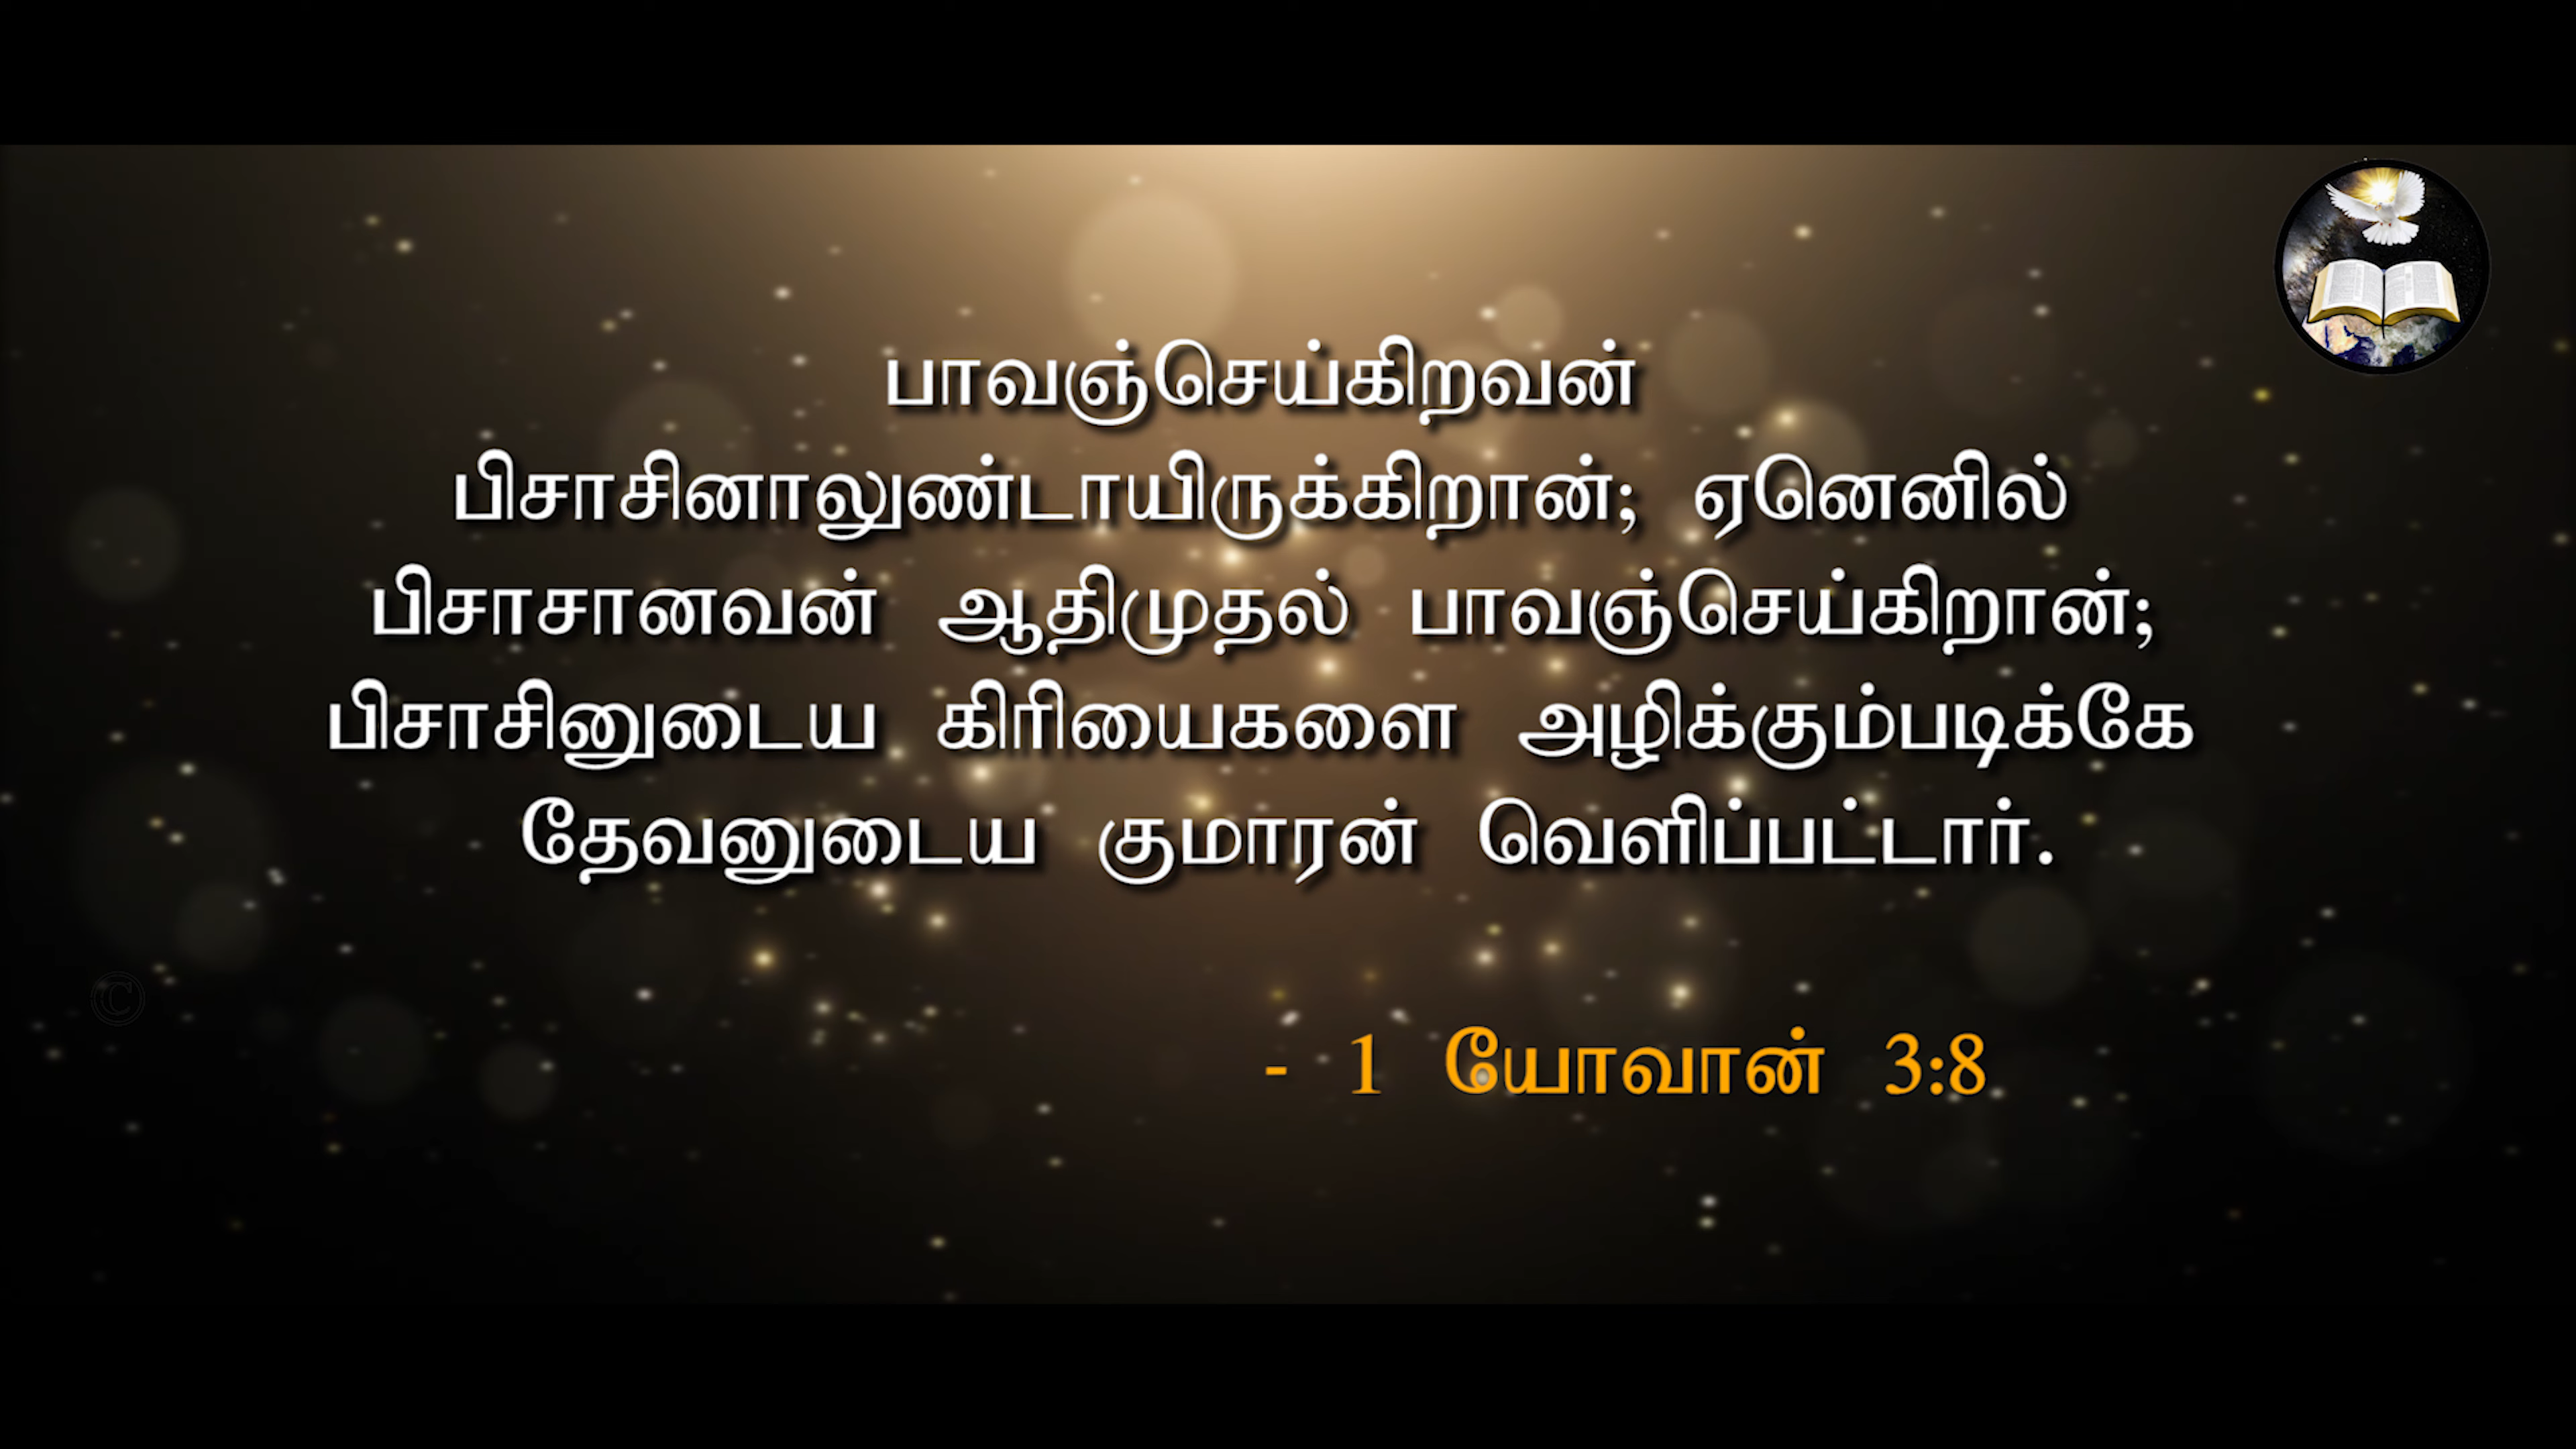 பாவஞ்செய்கிறவன்
பிசாசினாலுண்டாயிருக்கிறான்; ஏனெனில்
பிசாசானவன் ஆதிமுதல் பாவஞ்செய்கிறான்;
பிசாசினுடைய கிரியைகளை அழிக்கும்படிக்கே
தேவனுடைய குமாரன் வெளிப்பட்டார்.
- 1 யோவான் 3:8
©